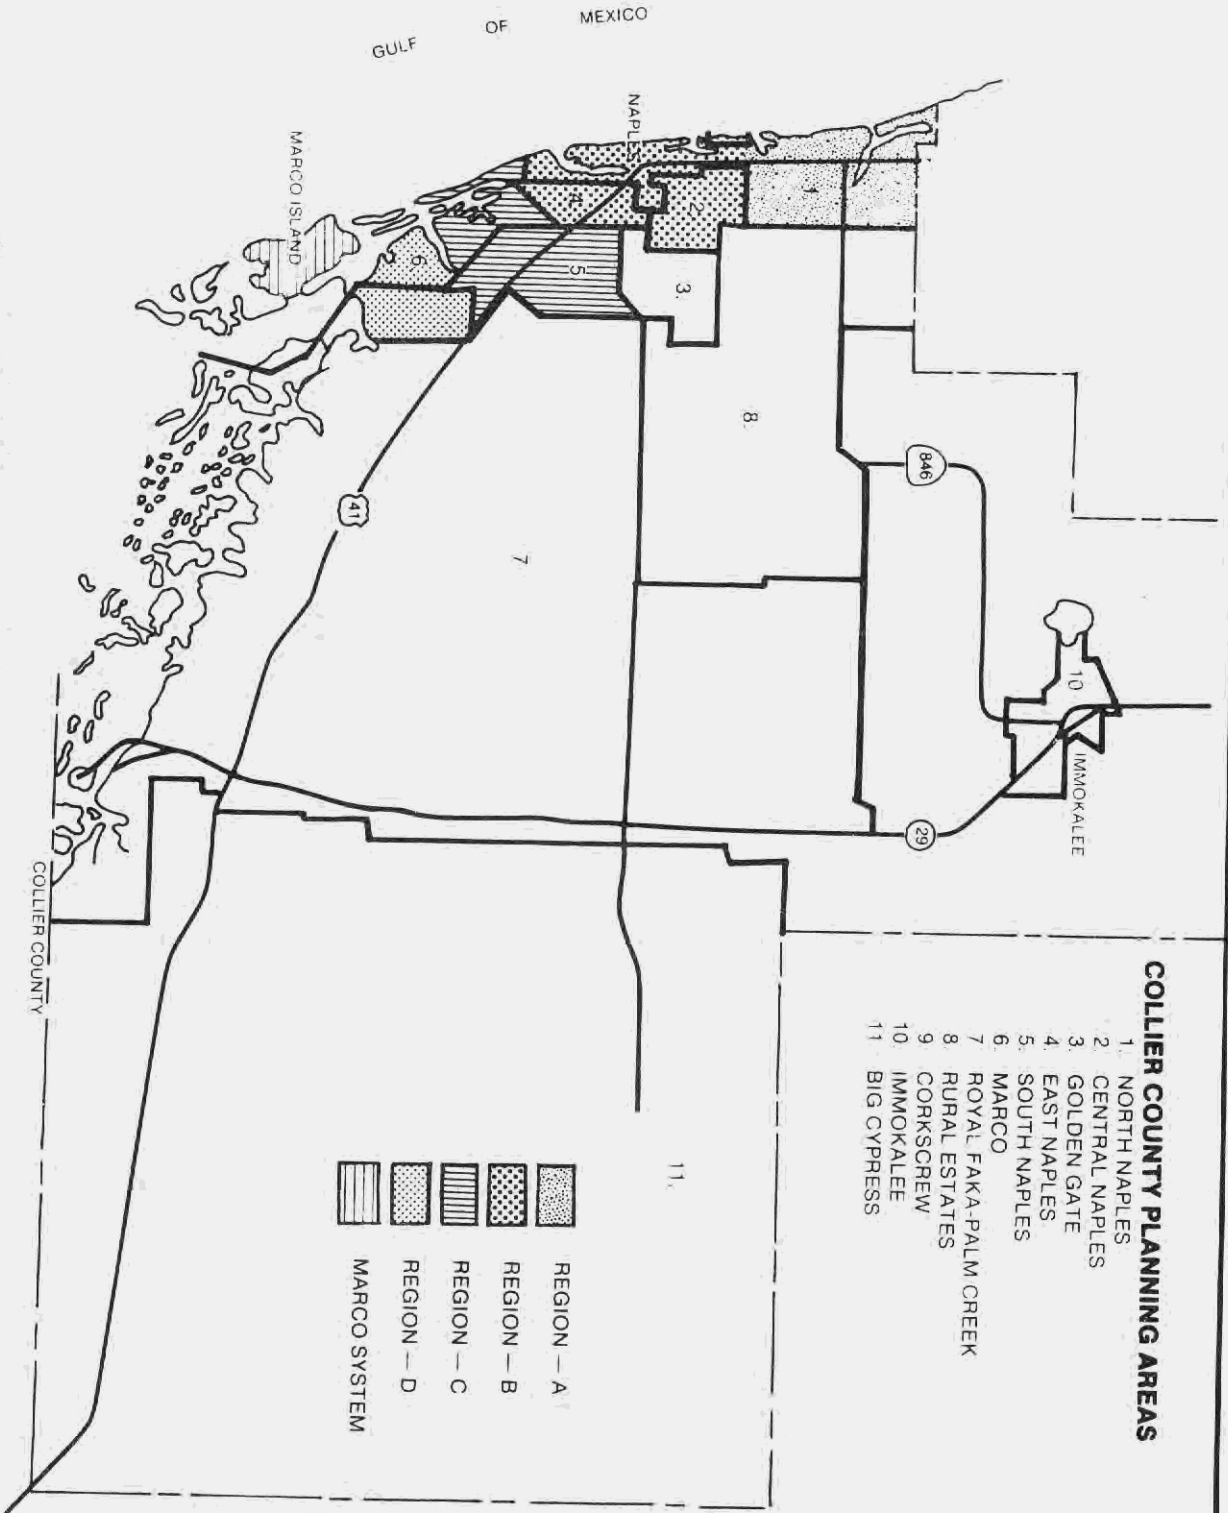 GULF OF MEXICO
NAPLES
MARCO ISLAND
1.
2.
3.
4.
5.
6.
7
8.
10
11.
846
41
29
IMMOKALEE
COLLIER COUNTY
COLLIER COUNTY PLANNING AREAS
1. NORTH NAPLES
2. CENTRAL NAPLES
3. GOLDEN GATE
4. EAST NAPLES
5. SOUTH NAPLES
6. MARCO
7 ROYAL FAKA-PALM CREEK
8. RURAL ESTATES
9 CORKSCREW
10. IMMOKALEE
11 BIG CYPRESS
REGION — A
REGION — B
REGION — C
REGION — D
MARCO SYSTEM